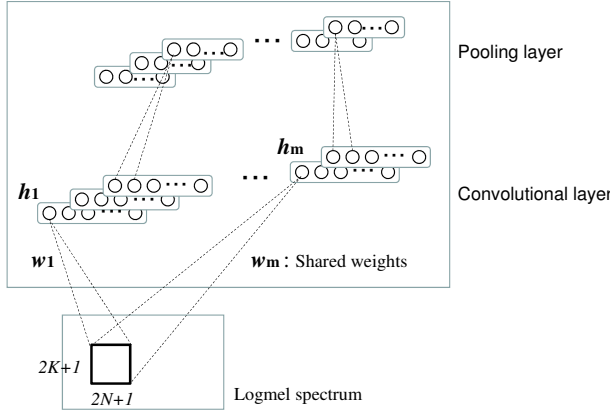 Pooling layer
hm
h1
Convolutional layer
w1
wm : Shared weights
2K+1
2N+1
Logmel spectrum